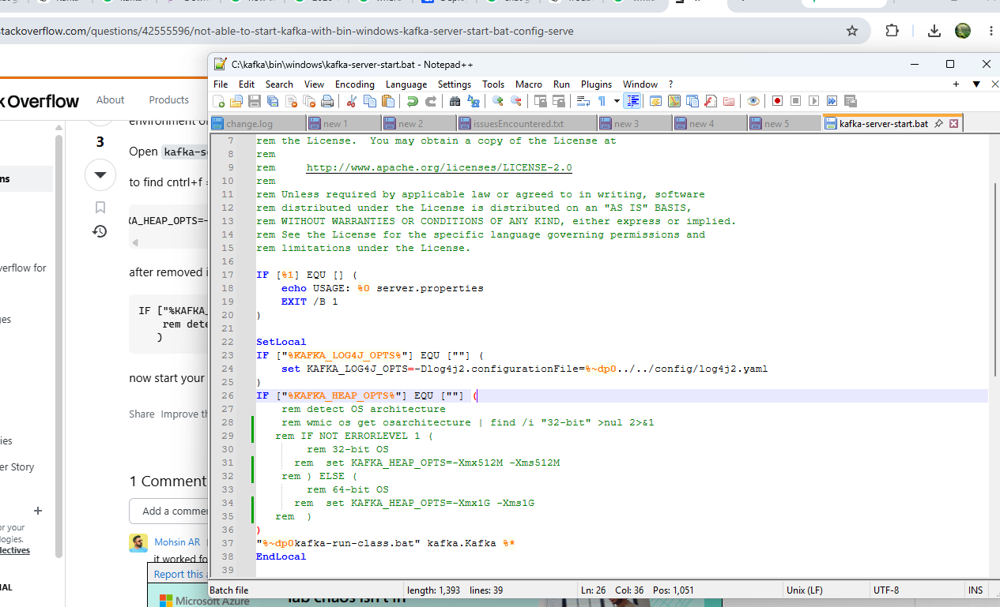 stackoverflow.com/questions/42555596/not-able-to-start-kafka-with-bin-windows-kafka-server-start-bat-config-serve
Overflow
About
Products
3
Open kafka-s
to find cntrl+f =
KA_HEAP_OPTS=-
after removed i
IF ["%KAFKA_
rem dete
)
now start your
Share Improve th
1 Comment
Add a comme
Mohsin AR
it worked fo
Report this a
Microsoft Azure
lab chaos isn't in
ns
verflow for
ges
ies
er Story
+
or your
logies.
llectives
IAL
C:\kafka\bin\windows\kafka-server-start.bat - Notepad++
File Edit Search View Encoding Language Settings Tools Macro Run Plugins Window ?
change.log new 1 new 2 issuesEncountered.txt new 3 new 4 new 5 kafka-server-start.bat
7 rem the License. You may obtain a copy of the License at
8 rem
9 rem http://www.apache.org/licenses/LICENSE-2.0
10 rem
11 rem Unless required by applicable law or agreed to in writing, software
12 rem distributed under the License is distributed on an "AS IS" BASIS,
13 rem WITHOUT WARRANTIES OR CONDITIONS OF ANY KIND, either express or implied.
14 rem See the License for the specific language governing permissions and
15 rem limitations under the License.
16
17 IF [%1] EQU [] (
18 echo USAGE: %0 server.properties
19 EXIT /B 1
20 )
21
22 SetLocal
23 IF ["%KAFKA_LOG4J_OPTS%"] EQU [""] (
24 set KAFKA_LOG4J_OPTS=-Dlog4j2.configurationFile=%~dp0../../config/log4j2.yaml
25 )
26 IF ["%KAFKA_HEAP_OPTS%"] EQU [""] (
27 rem detect OS architecture
28 rem wmic os get osarchitecture | find /i "32-bit" >nul 2>&1
29 rem IF NOT ERRORLEVEL 1 (
30 rem 32-bit OS
31 rem set KAFKA_HEAP_OPTS=-Xmx512M -Xms512M
32 rem ) ELSE (
33 rem 64-bit OS
34 rem set KAFKA_HEAP_OPTS=-Xmx1G -Xms1G
35 rem )
36 )
37 "%~dp0kafka-run-class.bat" kafka.Kafka %*
38 EndLocal
39
Batch file length: 1,393 lines: 39 Ln: 26 Col: 36 Pos: 1,051 Unix (LF) UTF-8 INS